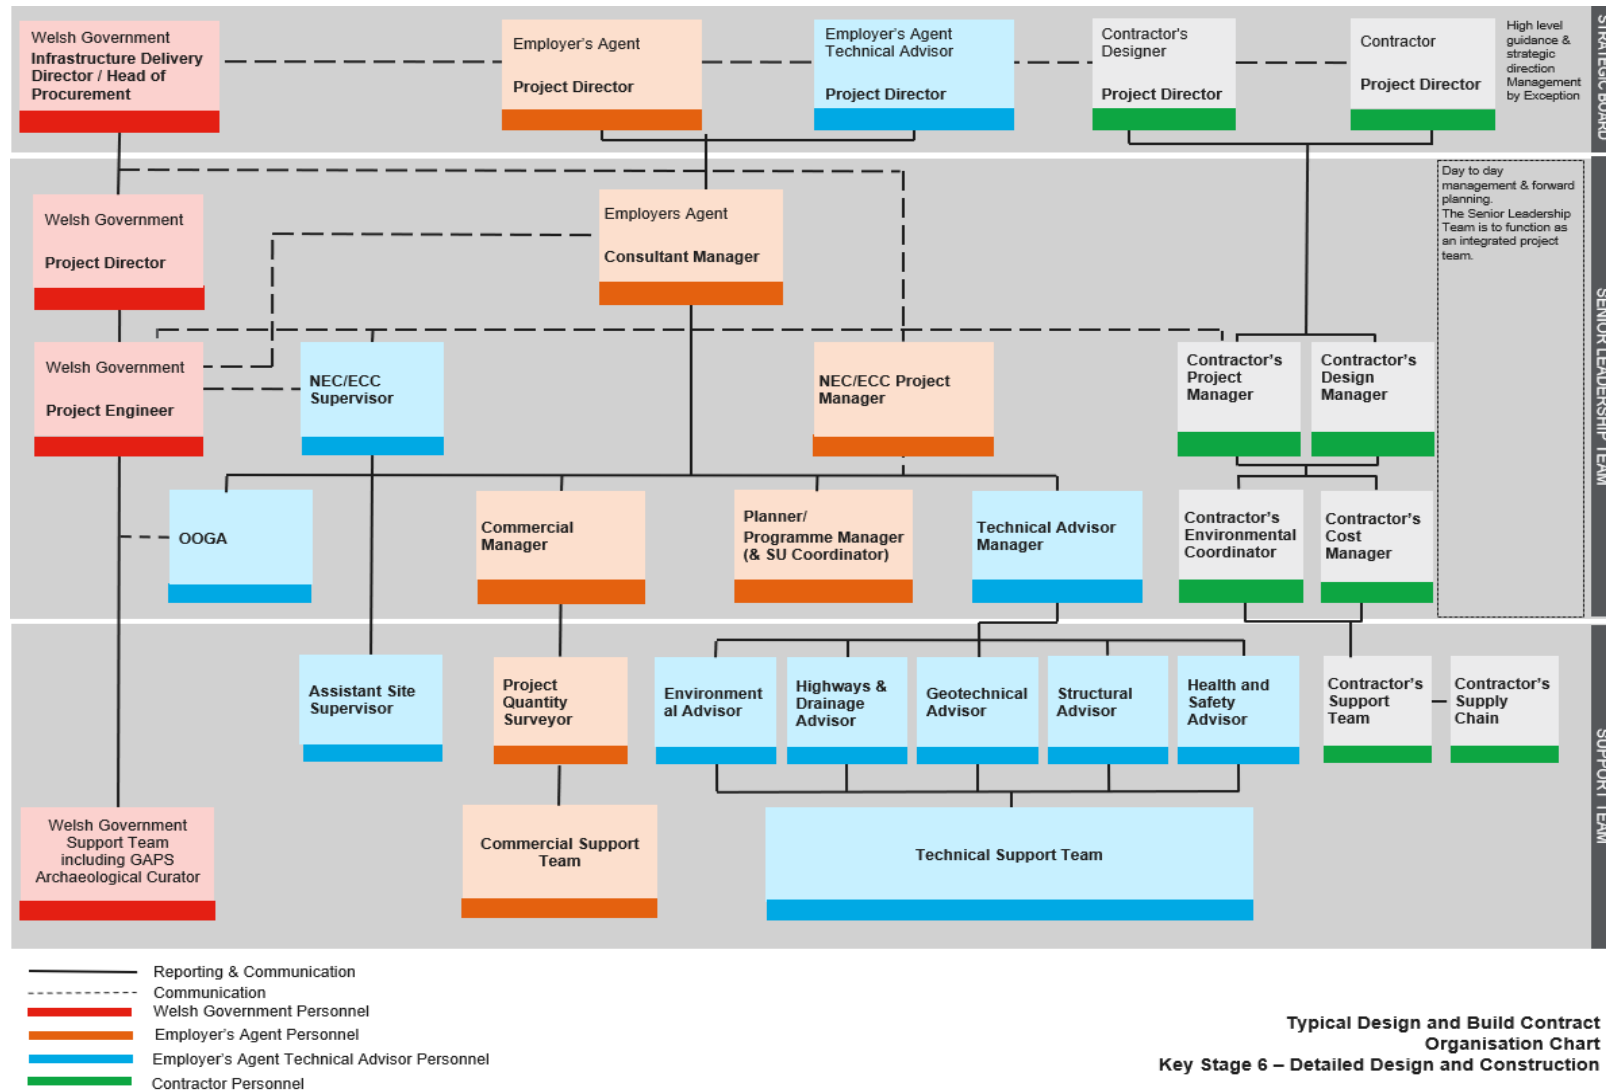 Welsh Government
Infrastructure Delivery
Director / Head of
Procurement
Employer's Agent
Project Director
Employer's Agent
Technical Advisor
Project Director
Contractor's
Designer
Project Director
Contractor
Project Director
High level
guidance &
strategic
direction
Management
by Exception
STRATEGIC BOARD
Welsh Government
Project Director
Employers Agent
Consultant Manager
Day to day
management & forward
planning.
The Senior Leadership
Team is to function as
an integrated project
team.
SENIOR LEADERSHIP TEAM
Welsh Government
Project Engineer
NEC/ECC
Supervisor
NEC/ECC Project
Manager
Contractor's
Project
Manager
Contractor's
Design
Manager
OOGA
Commercial
Manager
Planner/
Programme Manager
(& SU Coordinator)
Technical Advisor
Manager
Contractor's
Environmental
Coordinator
Contractor's
Cost
Manager
Assistant Site
Supervisor
Project
Quantity
Surveyor
Environment
al Advisor
Highways &
Drainage
Advisor
Geotechnical
Advisor
Structural
Advisor
Health and
Safety
Advisor
Contractor's
Support
Team
Contractor's
Supply
Chain
SUPPORT TEAM
Welsh Government
Support Team
including GAPS
Archaeological Curator
Commercial Support
Team
Technical Support Team
Reporting & Communication
Communication
Welsh Government Personnel
Employer's Agent Personnel
Employer's Agent Technical Advisor Personnel
Contractor Personnel
Typical Design and Build Contract
Organisation Chart
Key Stage 6 – Detailed Design and Construction